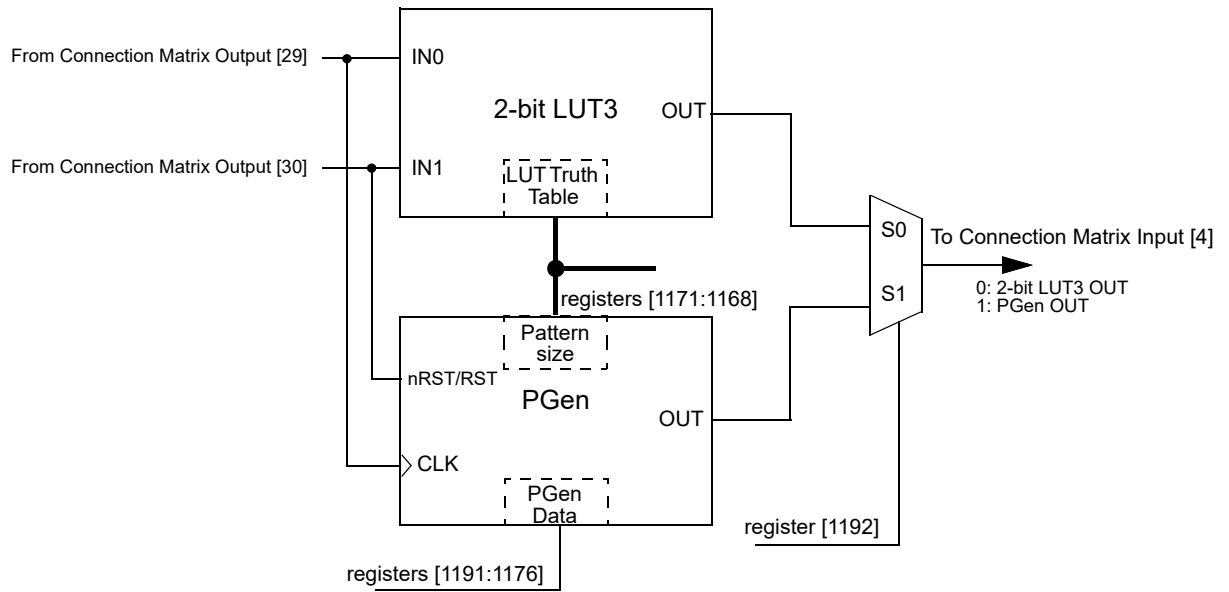 From Connection Matrix Output [29]
IN0
2-bit LUT3
OUT
From Connection Matrix Output [30]
IN1
LUT Truth
Table
S0
To Connection Matrix Input [4]
0: 2-bit LUT3 OUT
1: PGen OUT
S1
registers [1171:1168]
Pattern
size
nRST/RST
PGen
OUT
CLK
PGen
Data
register [1192]
registers [1191:1176]